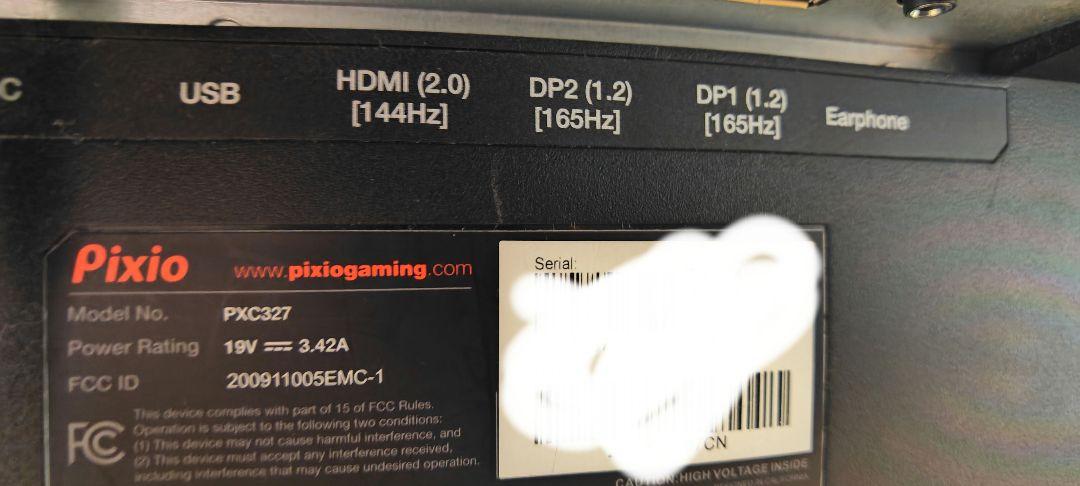 C
USB
HDMI (2.0)
[144Hz]
DP2 (1.2)
[165Hz]
DP1 (1.2)
[165Hz]
Earphone
Pixio
www.pixiogaming.com
Model No. PXC327
Power Rating 19V ⎓ 3.42A
FCC ID 200911005EMC-1
FC
This device complies with part of 15 of FCC Rules.
Operation is subject to the following two conditions:
(1) This device may not cause harmful interference, and
(2) This device must accept any interference received,
including interference that may cause undesired operation.
Serial:
CN
CAUTION:HIGH VOLTAGE INSIDE
DESIGNED IN CALIFORNIA